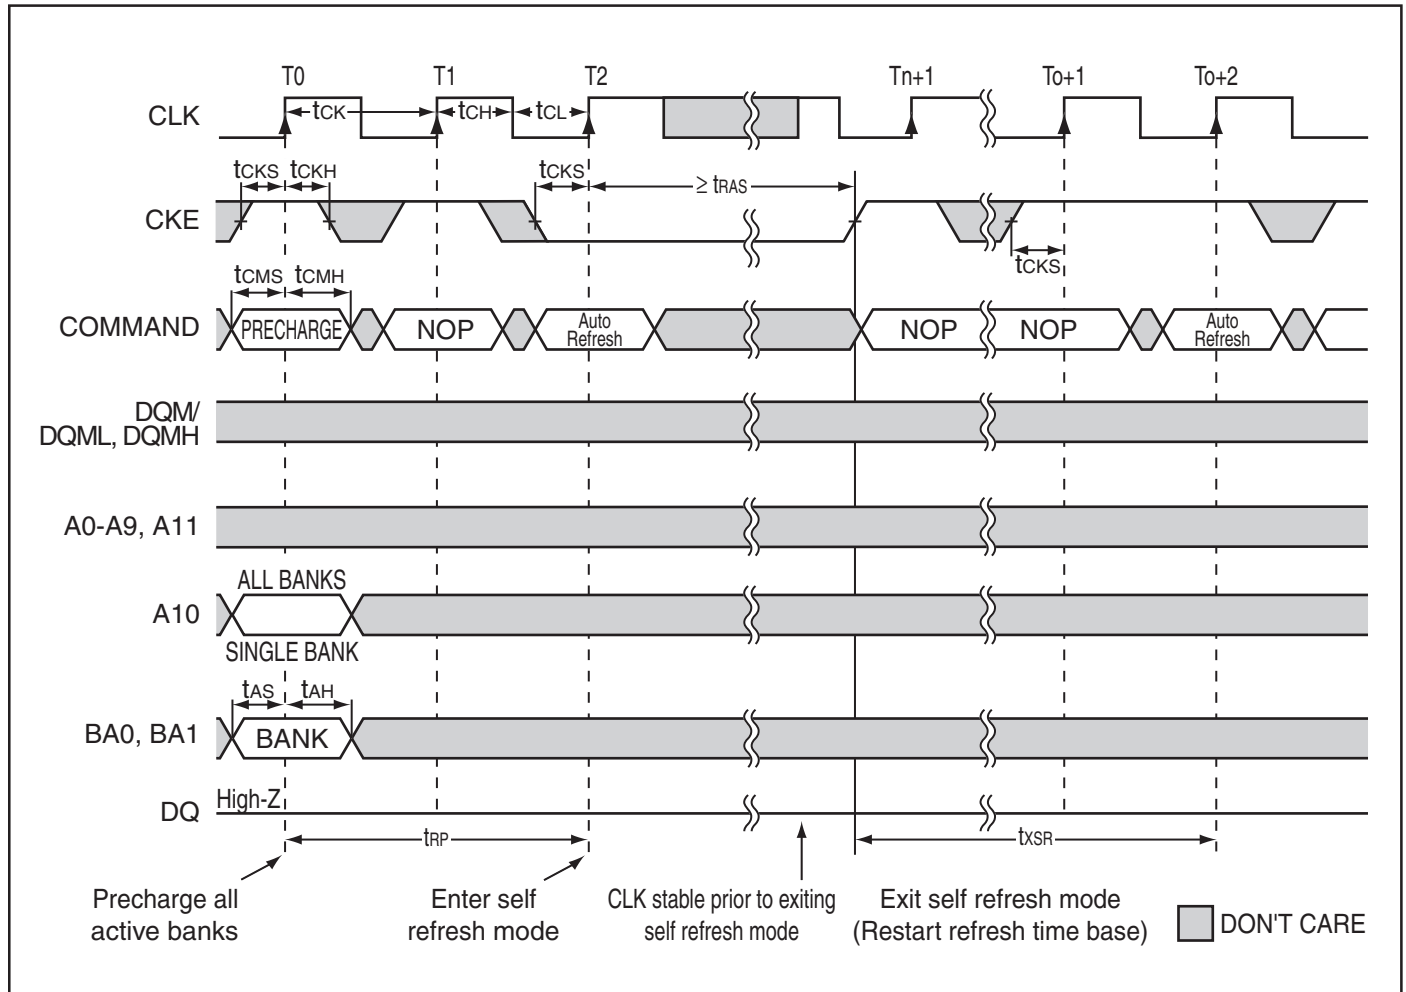 T0 T1 T2 Tn+1 To+1 To+2
CLK
tCK tCH tCL
tCKS tCKH tCKS ≥ tRAS
CKE
tCKS
tCMS tCMH
COMMAND PRECHARGE NOP Auto Refresh NOP NOP Auto Refresh
DQM/
DQML, DQMH
A0-A9, A11
ALL BANKS
A10
SINGLE BANK
tAS tAH
BA0, BA1 BANK
High-Z
DQ
tRP tXSR
Precharge all
active banks
Enter self
refresh mode
CLK stable prior to exiting
self refresh mode
Exit self refresh mode
(Restart refresh time base)
DON'T CARE